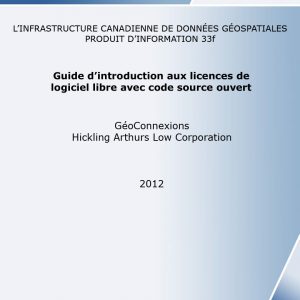 L’INFRASTRUCTURE CANADIENNE DE DONNÉES GÉOSPATIALES
PRODUIT D’INFORMATION 33f
Guide d’introduction aux licences de
logiciel libre avec code source ouvert
GéoConnexions
Hickling Arthurs Low Corporation
2012